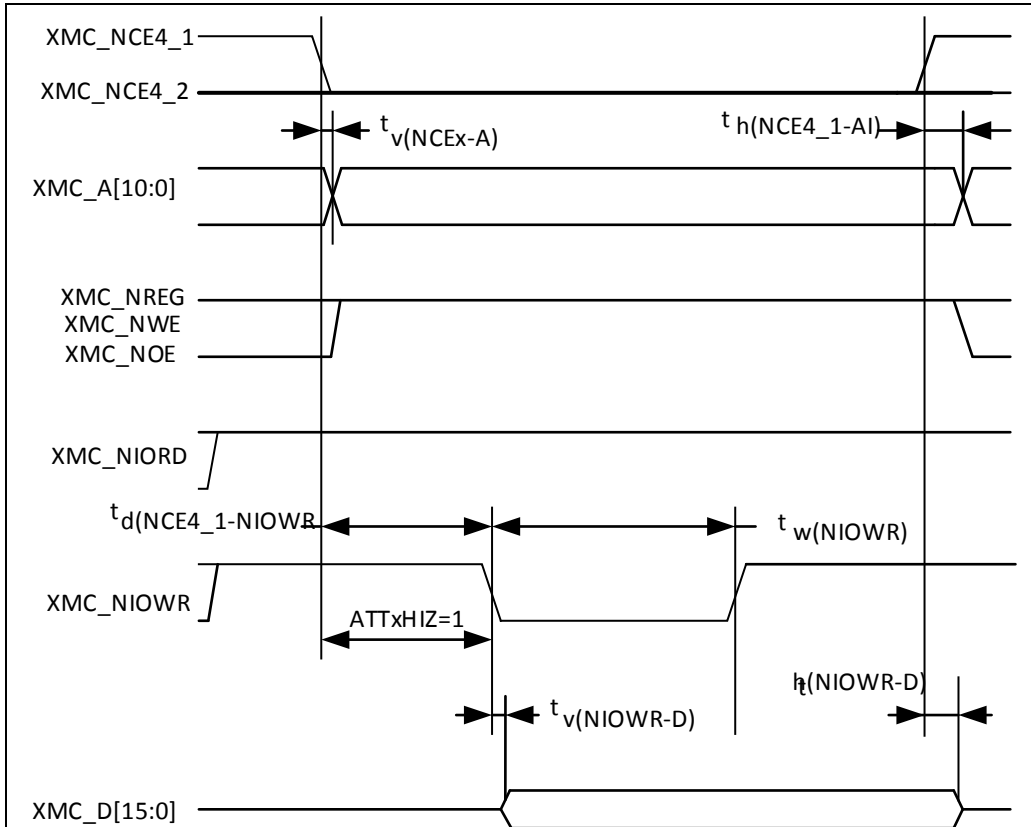 XMC_NCE4_1
XMC_NCE4_2
t v(NCEx-A)
t h(NCE4_1-AI)
XMC_A[10:0]
XMC_NREG
XMC_NWE
XMC_NOE
XMC_NIORD
t d(NCE4_1-NIOWR
t w(NIOWR)
XMC_NIOWR
ATTxHIZ=1
t h(NIOWR-D)
t v(NIOWR-D)
XMC_D[15:0]